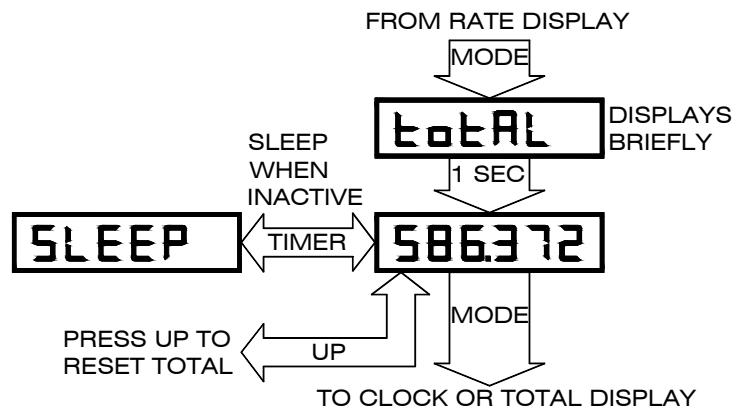 FROM RATE DISPLAY
MODE
totAL
DISPLAYS
BRIEFLY
1 SEC
SLEEP
WHEN
INACTIVE
SLEEP
TIMER
586.372
PRESS UP TO
RESET TOTAL
UP
MODE
TO CLOCK OR TOTAL DISPLAY